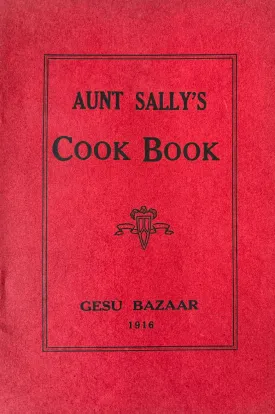 AUNT SALLY'S
COOK BOOK
GESU BAZAAR
1916